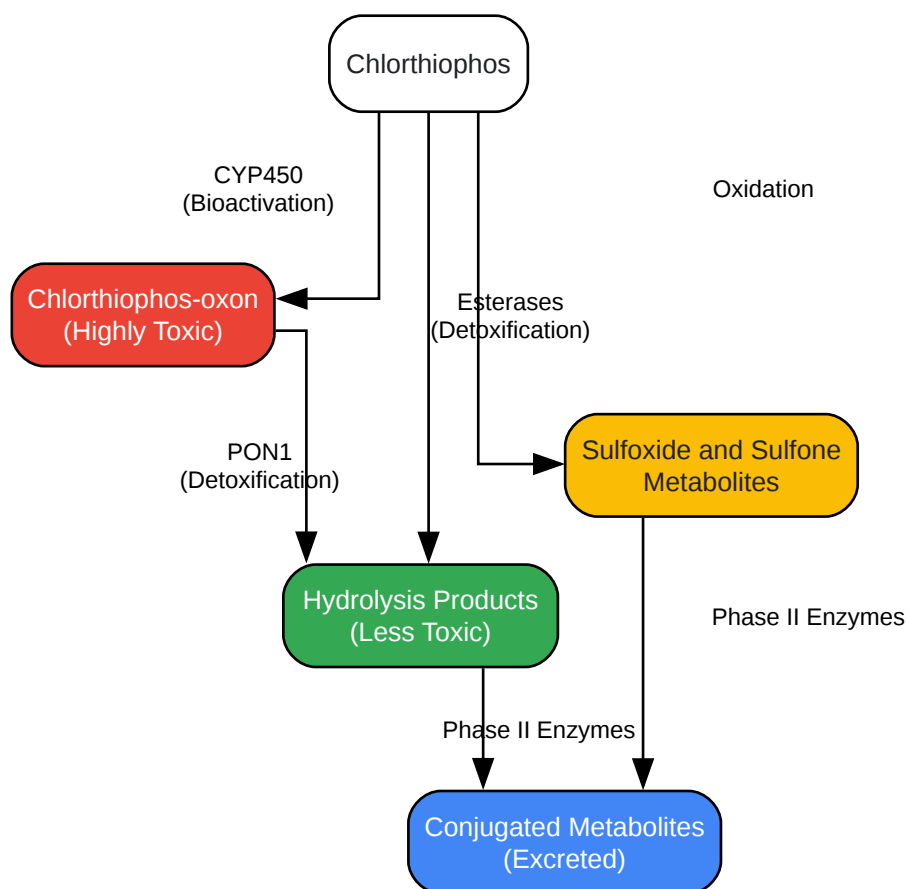 Chlorthiophos
CYP450
(Bioactivation)
Oxidation
Chlorthiophos-oxon
(Highly Toxic)
Esterases
(Detoxification)
PON1
(Detoxification)
Sulfoxide and Sulfone
Metabolites
Hydrolysis Products
(Less Toxic)
Phase II Enzymes
Phase II Enzymes
Conjugated Metabolites
(Excreted)